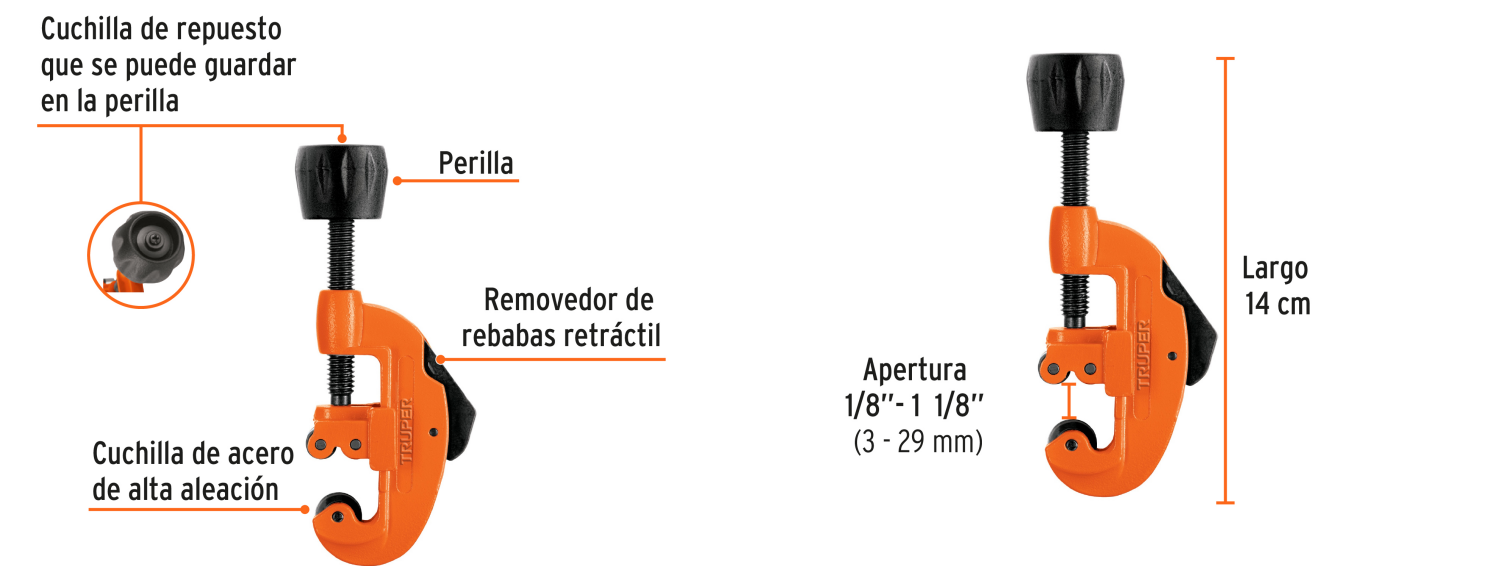 Cuchilla de repuesto
que se puede guardar
en la perilla
Perilla
Removedor de
rebabas retráctil
TRUPER
Cuchilla de acero
de alta aleación
Largo
14 cm
TRUPER
Apertura
1/8”- 1 1/8”
(3 - 29 mm)